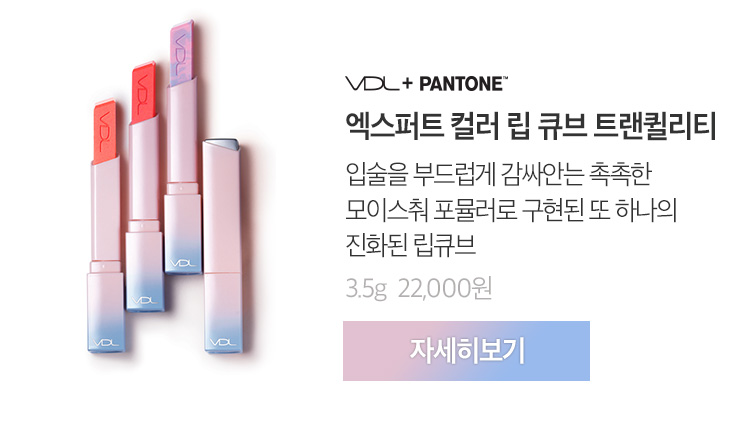 VDL + PANTONE™
엑스퍼트 컬러 립 큐브 트랜퀼리티
입술을 부드럽게 감싸안는 촉촉한
모이스춰 포뮬러로 구현된 또 하나의
진화된 립큐브
3.5g 22,000원
자세히보기
VDL
VDL
VDL
VDL
VDL
VDL
VDL